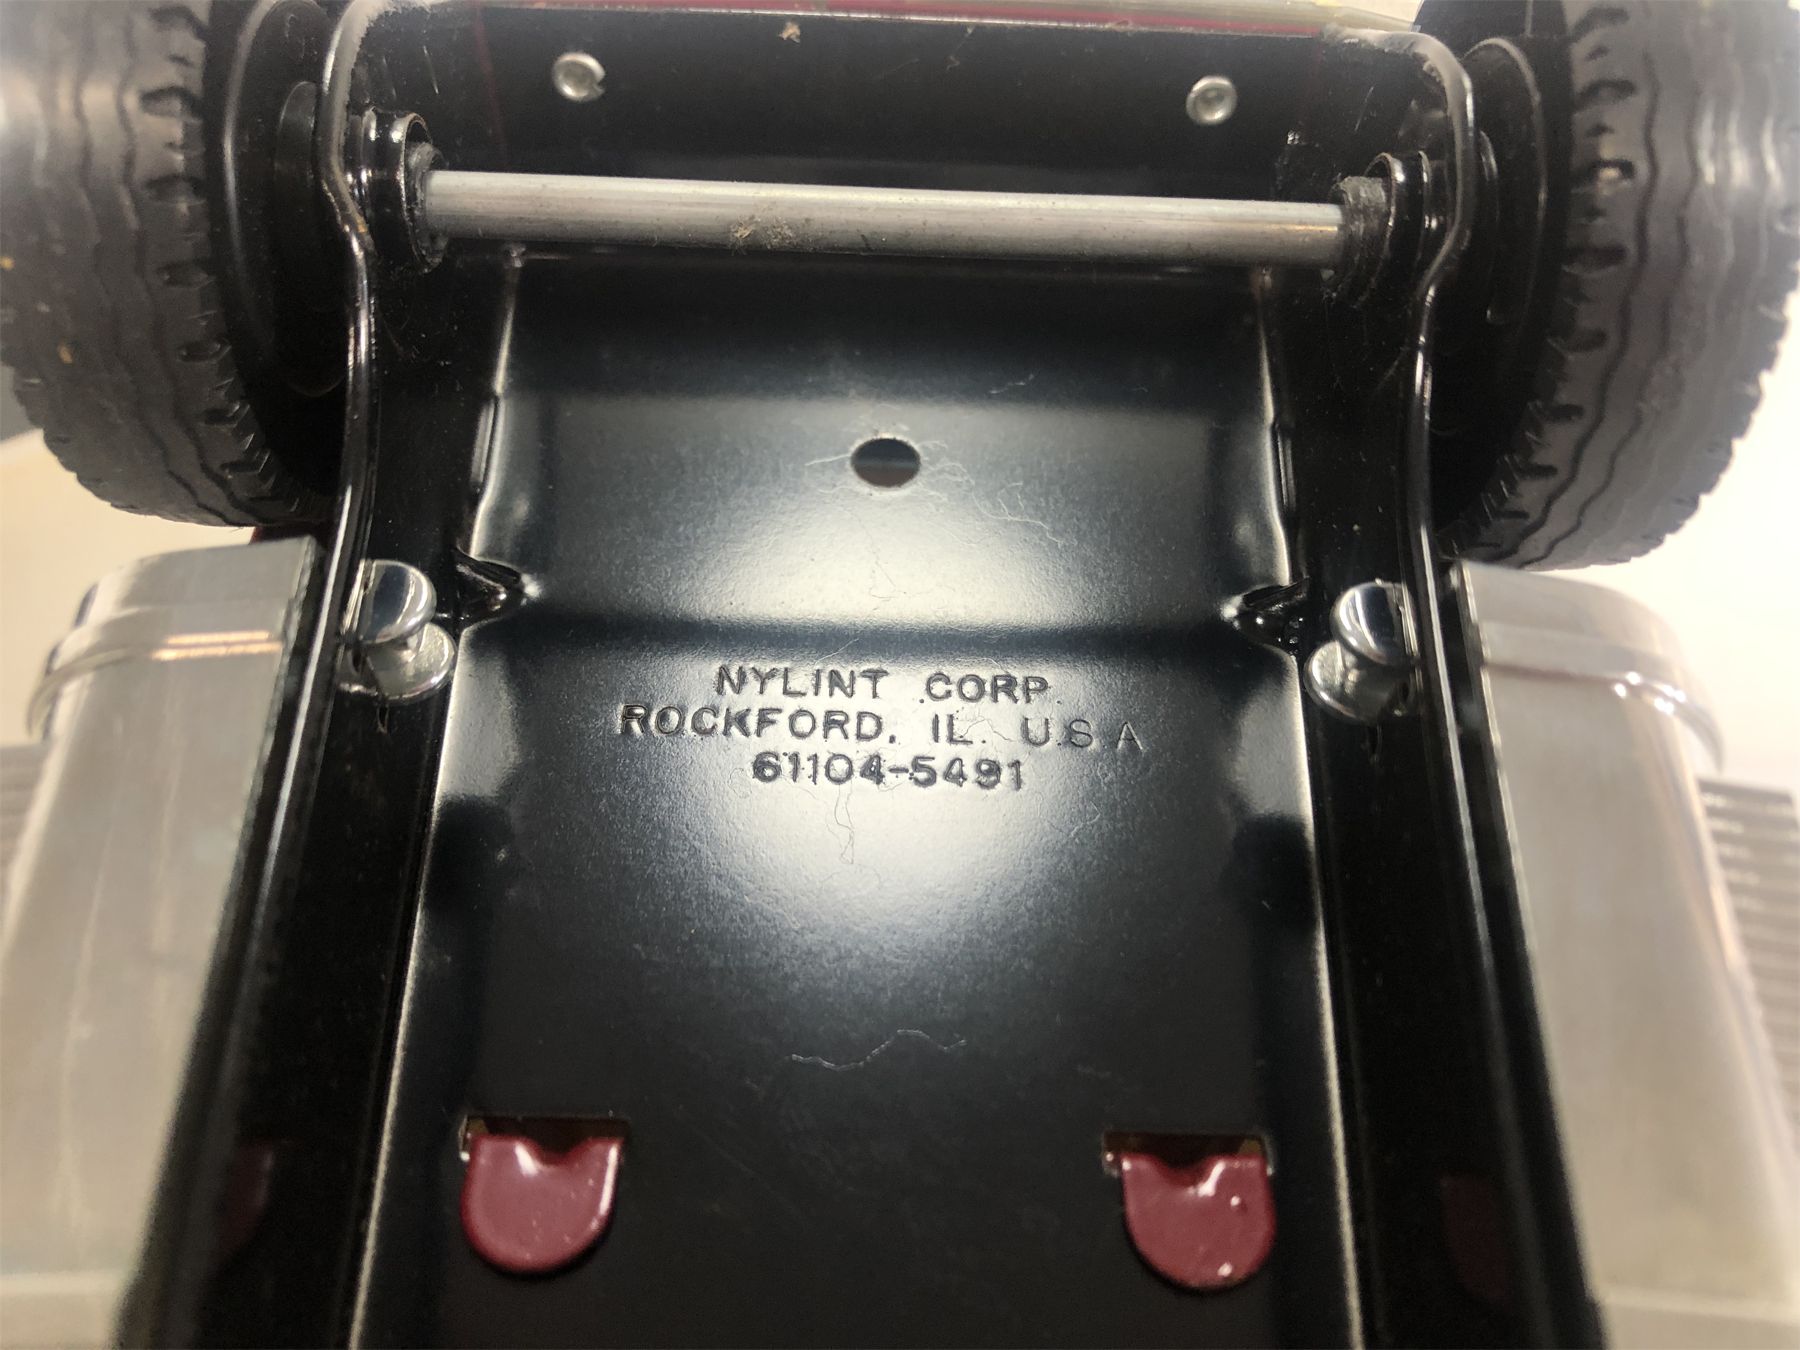 NYLINT CORP.
ROCKFORD, IL. U.S.A
61104-5491